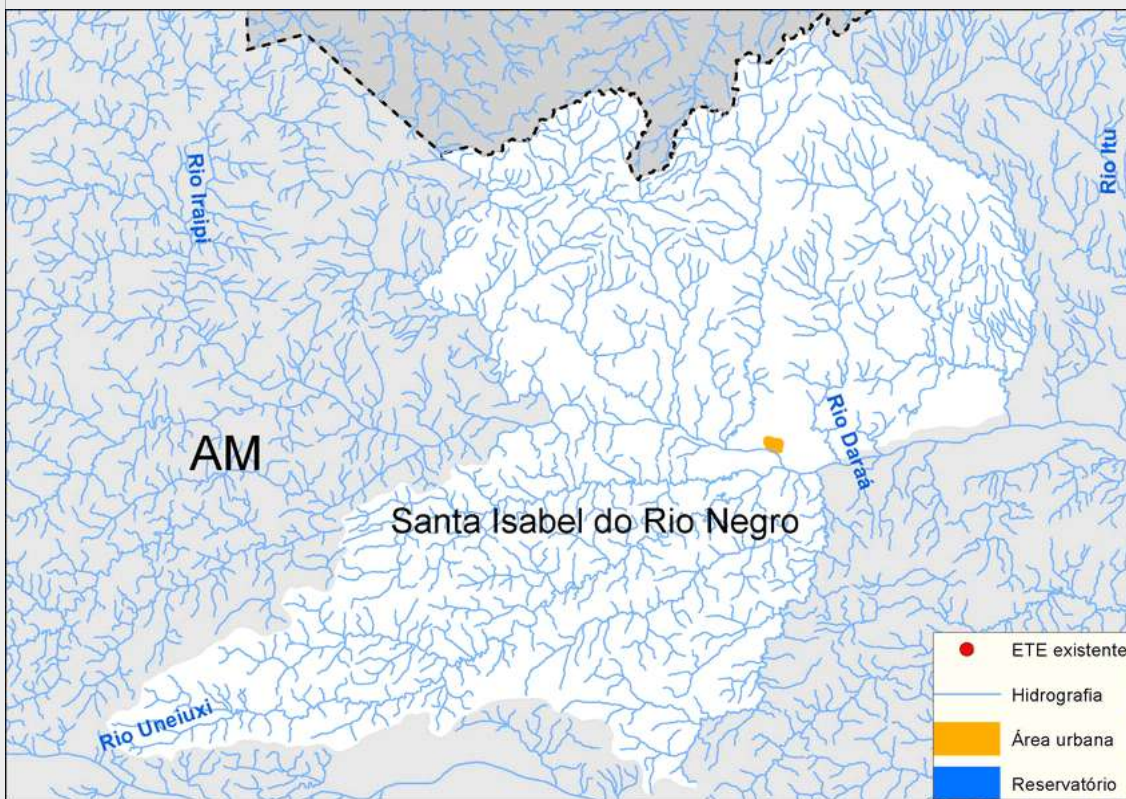 Rio Iraipi
Rio Itu
Rio Daraá
AM
Santa Isabel do Rio Negro
Rio Uneiuxi
ETE existente
Hidrografia
Área urbana
Reservatório